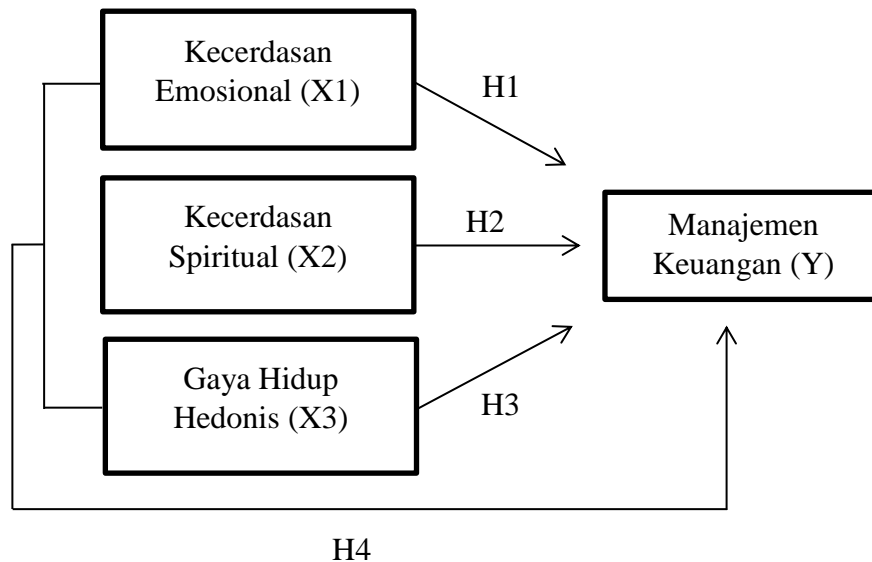 Kecerdasan
Emosional (X1)
H1
Kecerdasan
Spiritual (X2)
H2
Manajemen
Keuangan (Y)
Gaya Hidup
Hedonis (X3)
H3
H4